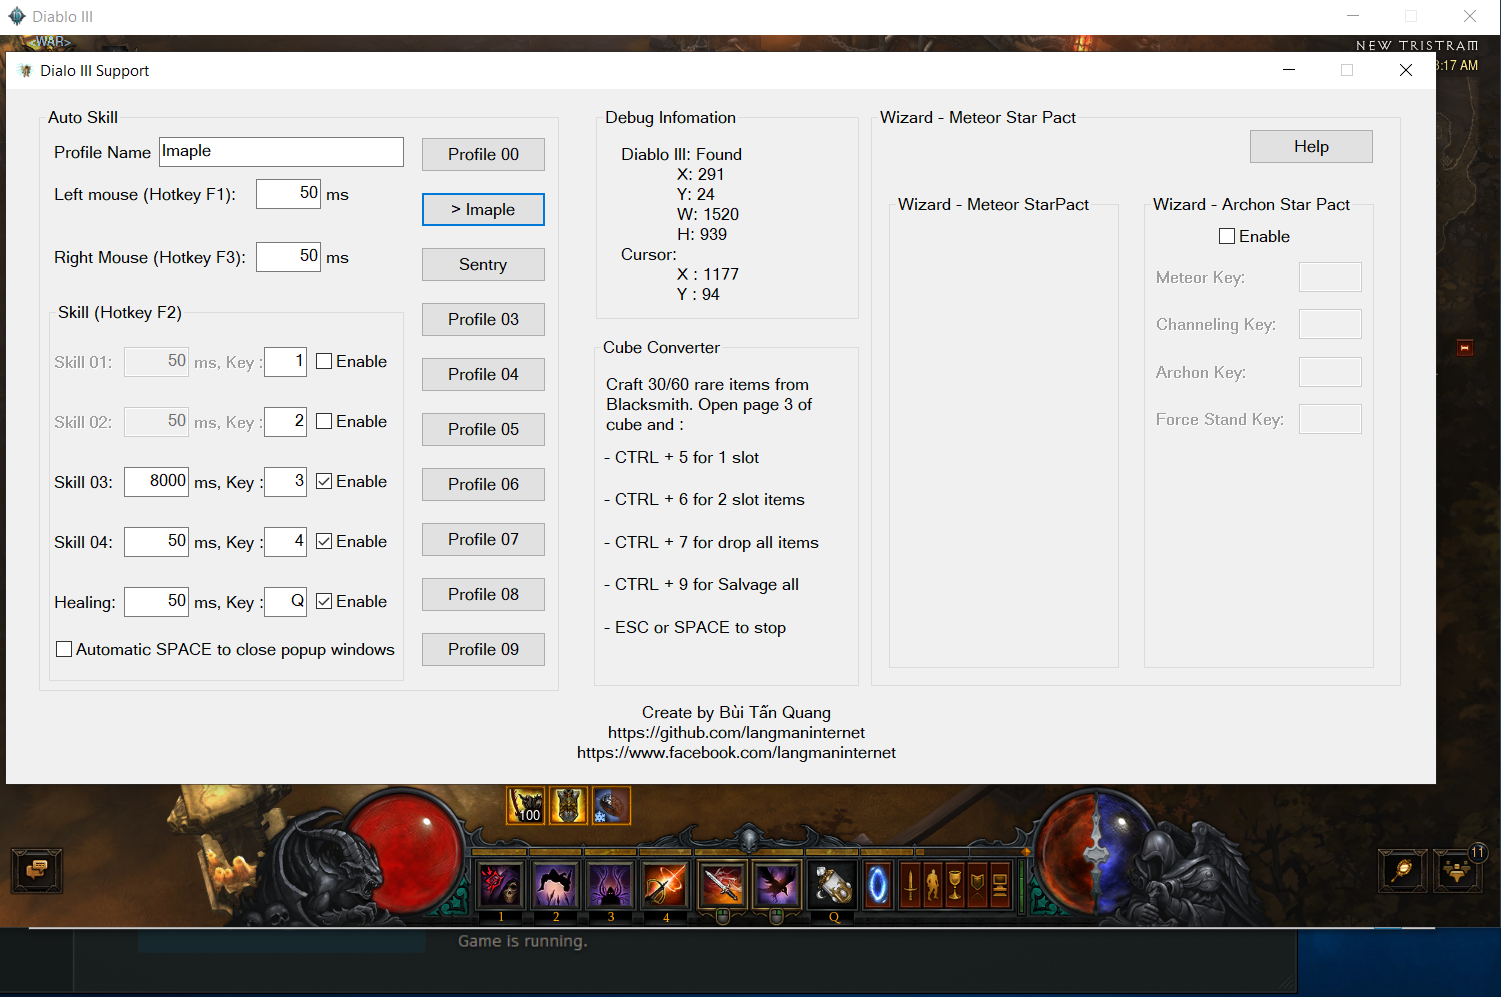 Diablo III
<WAR>
NEW TRISTRAM
3:17 AM
Dialo III Support
Auto Skill
Profile Name Imaple
Left mouse (Hotkey F1): 50 ms
Right Mouse (Hotkey F3): 50 ms
Skill (Hotkey F2)
Skill 01: 50 ms, Key : 1 Enable
Skill 02: 50 ms, Key : 2 Enable
Skill 03: 8000 ms, Key : 3 Enable
Skill 04: 50 ms, Key : 4 Enable
Healing: 50 ms, Key : Q Enable
Automatic SPACE to close popup windows
Profile 00
> Imaple
Sentry
Profile 03
Profile 04
Profile 05
Profile 06
Profile 07
Profile 08
Profile 09
Debug Infomation
Diablo III: Found
X: 291
Y: 24
W: 1520
H: 939
Cursor:
X : 1177
Y : 94
Cube Converter
Craft 30/60 rare items from
Blacksmith. Open page 3 of
cube and :
- CTRL + 5 for 1 slot
- CTRL + 6 for 2 slot items
- CTRL + 7 for drop all items
- CTRL + 9 for Salvage all
- ESC or SPACE to stop
Wizard - Meteor Star Pact
Help
Wizard - Meteor StarPact
Wizard - Archon Star Pact
Enable
Meteor Key:
Channeling Key:
Archon Key:
Force Stand Key:
Create by Bùi Tấn Quang
https://github.com/langmaninternet
https://www.facebook.com/langmaninternet
100
11
1 2 3 4 Q
Game is running.